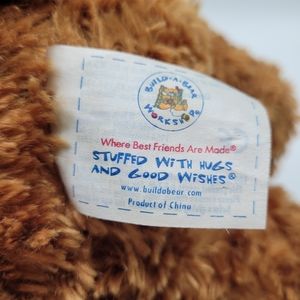 BUILD-A-BEAR
WORKSHOP®
Where Best Friends Are Made®
STUFFED WITH HUGS
AND GOOD WISHES®
www.buildabear.com
Product of China